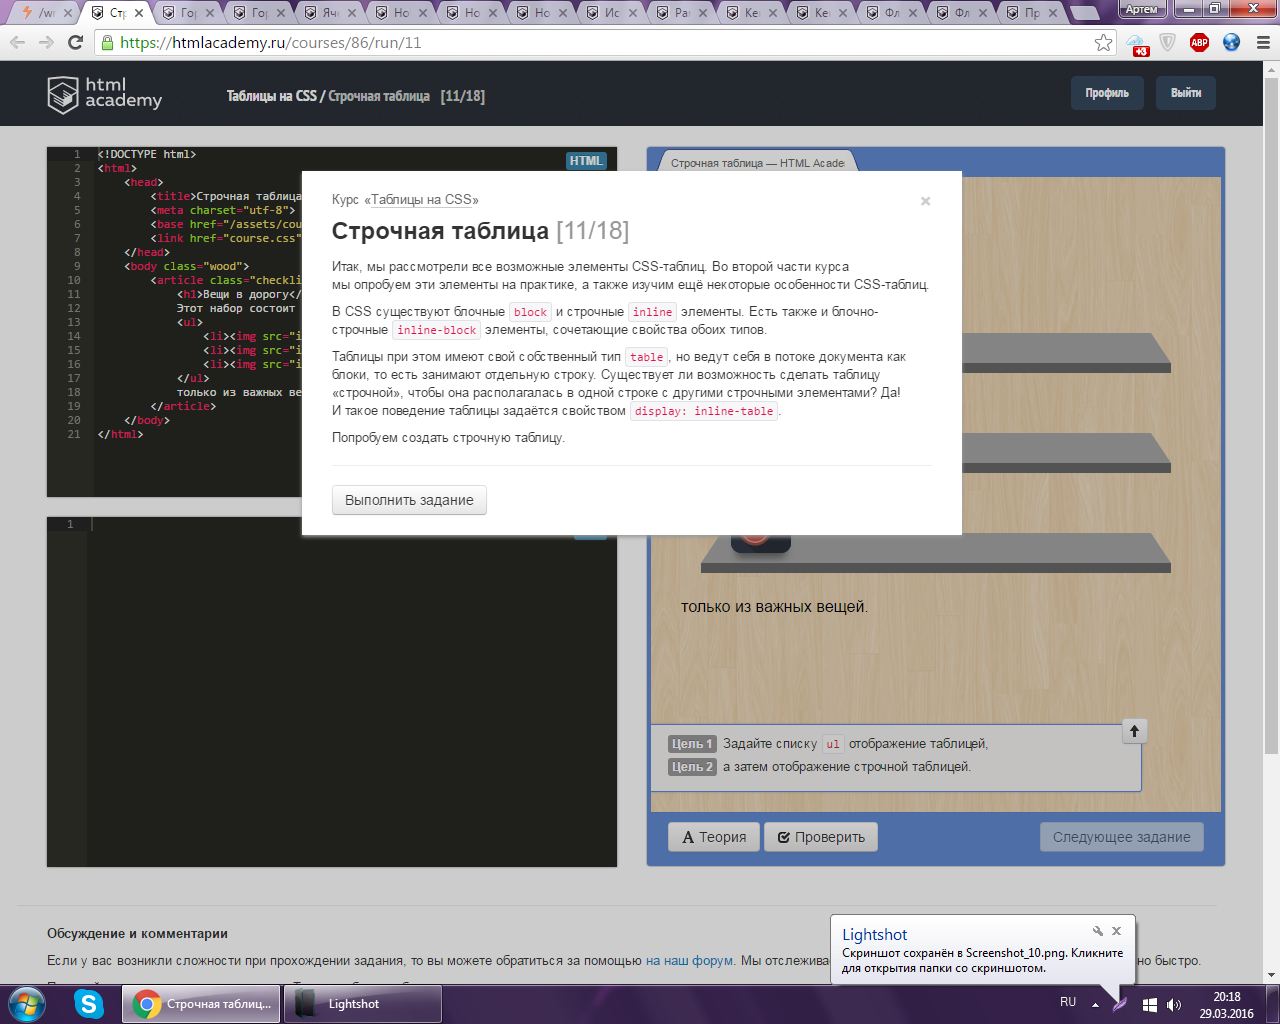 /w
Стр
Гор
Гор
Яче
Но
Но
Но
Ис
Ра
Ке
Ке
Фл
Фл
Пр
Артем
https://htmlacademy.ru/courses/86/run/11
+3
ABP
html
academy
Таблицы на CSS / Строчная таблица [11/18]
Профиль
Выйти
HTML
1 <!DOCTYPE html>
2 <html>
3 <head>
4 <title>Строчная таблица
5 <meta charset="utf-8">
6 <base href="/assets/cou
7 <link href="course.css"
8 </head>
9 <body class="wood">
10 <article class="checkli
11 <h1>Вещи в дорогу</
12 Этот набор состоит
13 <ul>
14 <li><img src="i
15 <li><img src="i
16 <li><img src="i
17 </ul>
18 только из важных ве
19 </article>
20 </body>
21 </html>
1
Строчная таблица — HTML Acade
Курс «Таблицы на CSS»
×
Строчная таблица [11/18]
Итак, мы рассмотрели все возможные элементы CSS-таблиц. Во второй части курса
мы опробуем эти элементы на практике, а также изучим ещё некоторые особенности CSS-таблиц.
В CSS существуют блочные block и строчные inline элементы. Есть также и блочно-
строчные inline-block элементы, сочетающие свойства обоих типов.
Таблицы при этом имеют свой собственный тип table, но ведут себя в потоке документа как
блоки, то есть занимают отдельную строку. Существует ли возможность сделать таблицу
«строчной», чтобы она располагалась в одной строке с другими строчными элементами? Да!
И такое поведение таблицы задаётся свойством display: inline-table.
Попробуем создать строчную таблицу.
Выполнить задание
только из важных вещей.
Цель 1 Задайте списку ul отображение таблицей,
Цель 2 а затем отображение строчной таблицей.
Теория
Проверить
Следующее задание
Обсуждение и комментарии
Если у вас возникли сложности при прохождении задания, то вы можете обратиться за помощью на наш форум. Мы отслежива
но быстро.
Lightshot
Скриншот сохранён в Screenshot_10.png. Кликните
для открытия папки со скриншотом.
Строчная таблиц...
Lightshot
RU
20:18
29.03.2016